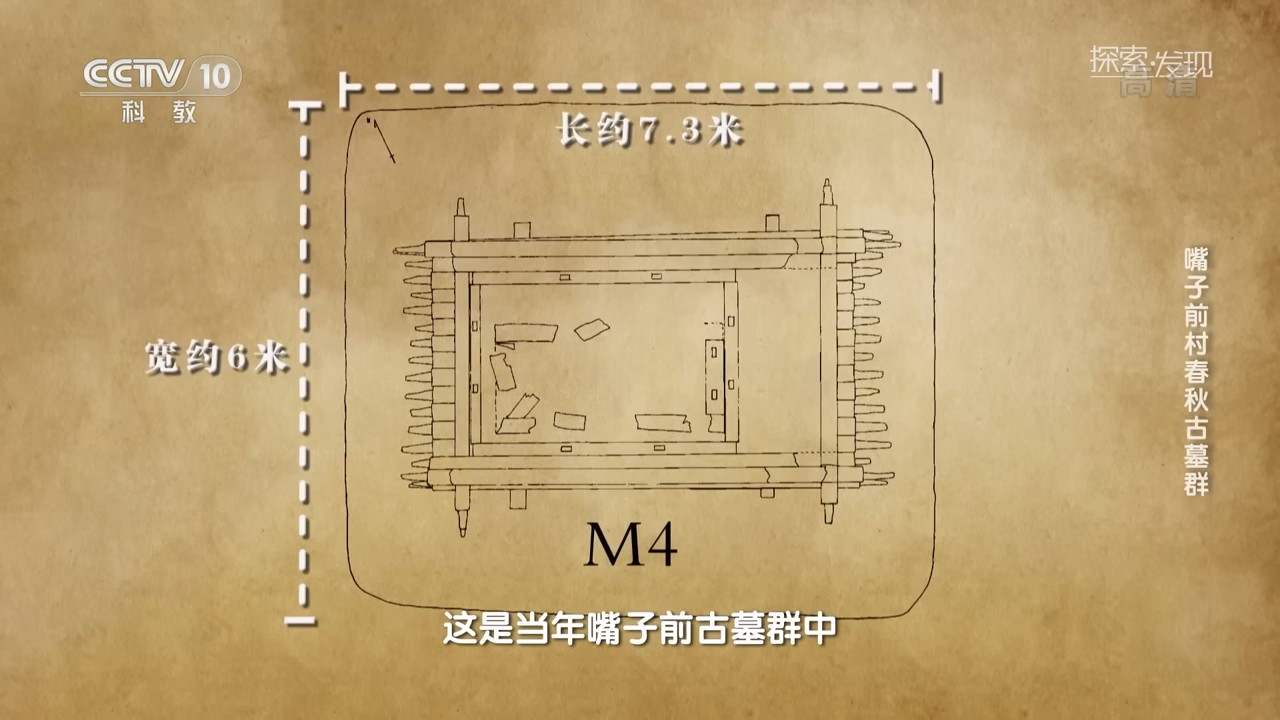 CCTV 10
科教
探索·发现
高清
长约7.3米
宽约6米
嘴子前村春秋古墓群
M4
这是当年嘴子前古墓群中